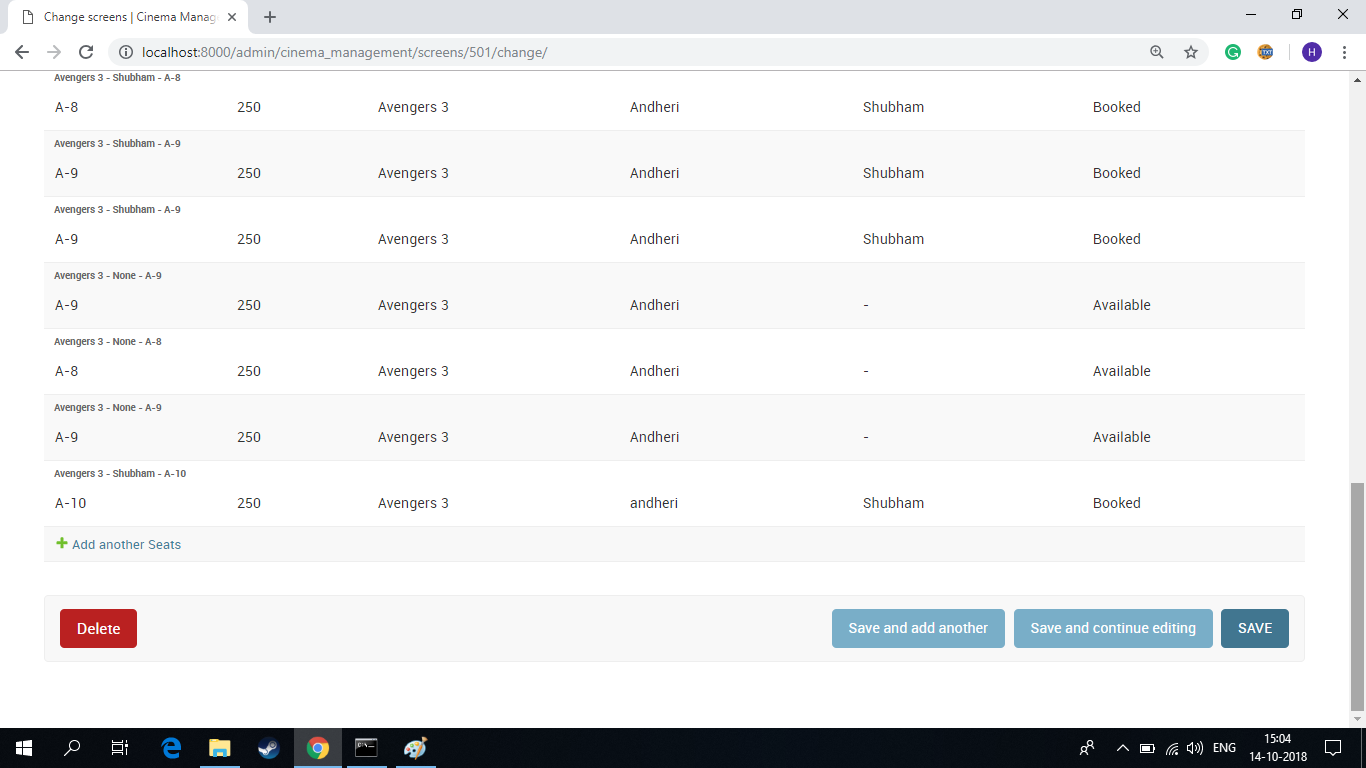 Change screens | Cinema Manag
localhost:8000/admin/cinema_management/screens/501/change/
H
Avengers 3 - Shubham - A-8
A-8 250 Avengers 3 Andheri Shubham Booked
Avengers 3 - Shubham - A-9
A-9 250 Avengers 3 Andheri Shubham Booked
Avengers 3 - Shubham - A-9
A-9 250 Avengers 3 Andheri Shubham Booked
Avengers 3 - None - A-9
A-9 250 Avengers 3 Andheri - Available
Avengers 3 - None - A-8
A-8 250 Avengers 3 Andheri - Available
Avengers 3 - None - A-9
A-9 250 Avengers 3 Andheri - Available
Avengers 3 - Shubham - A-10
A-10 250 Avengers 3 andheri Shubham Booked
Add another Seats
Delete Save and add another Save and continue editing SAVE
ENG 15:04
14-10-2018